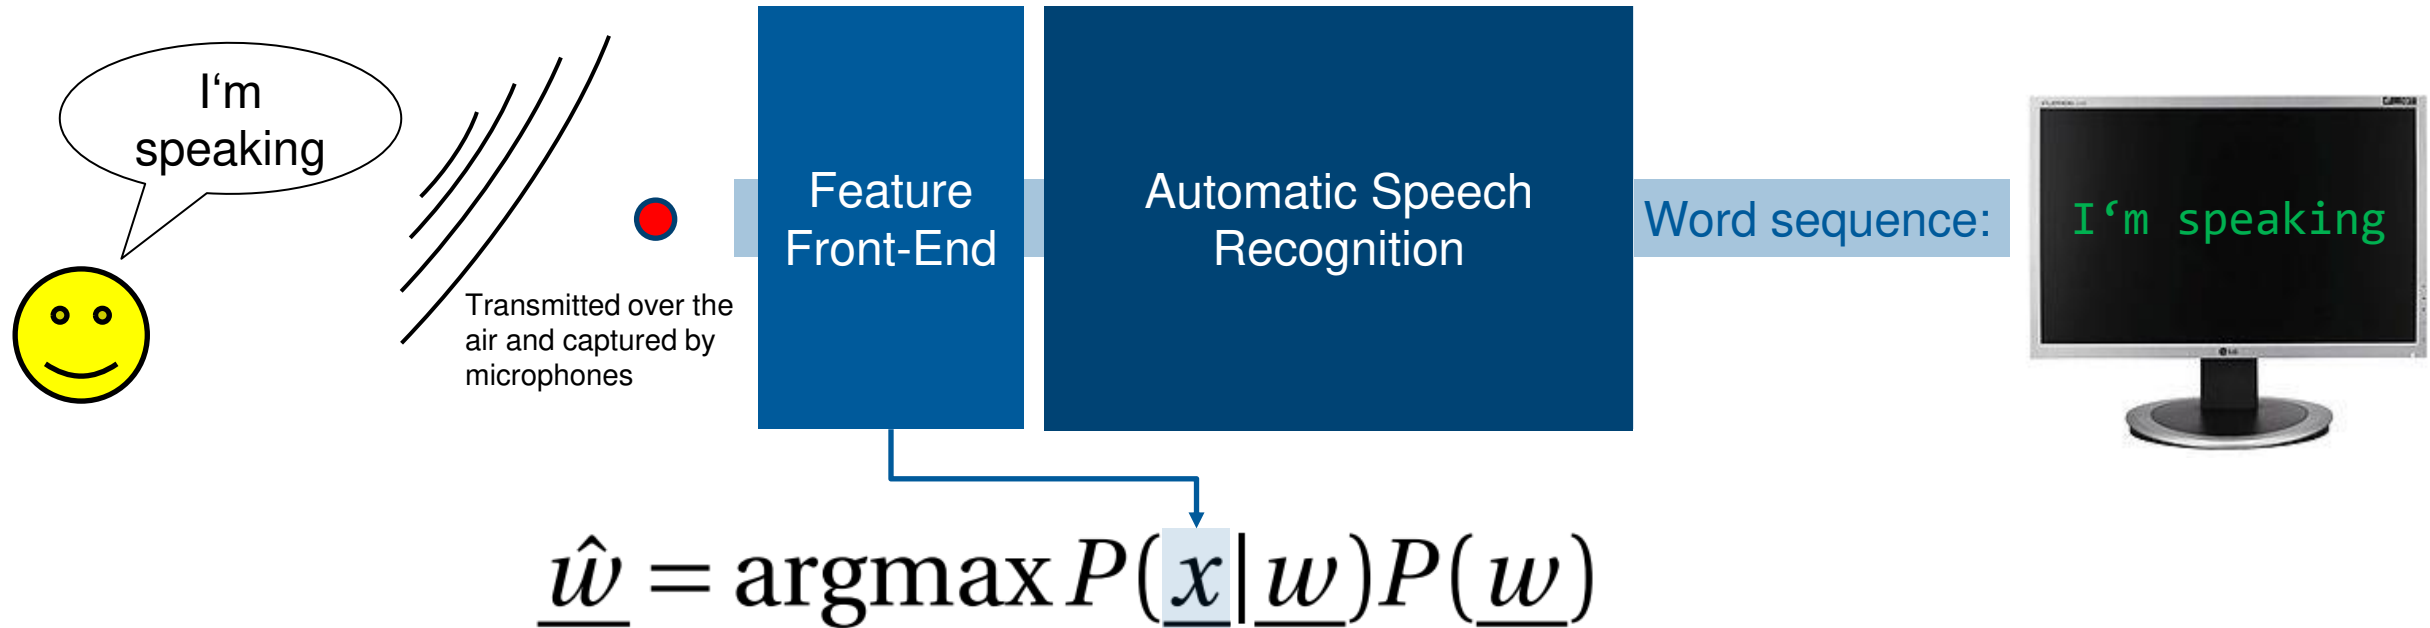 I‘m
speaking
Transmitted over the
air and captured by
microphones
Feature
Front-End
Automatic Speech
Recognition
Word sequence:
I‘m speaking
LG
ŵ = argmax P(x|w)P(w)